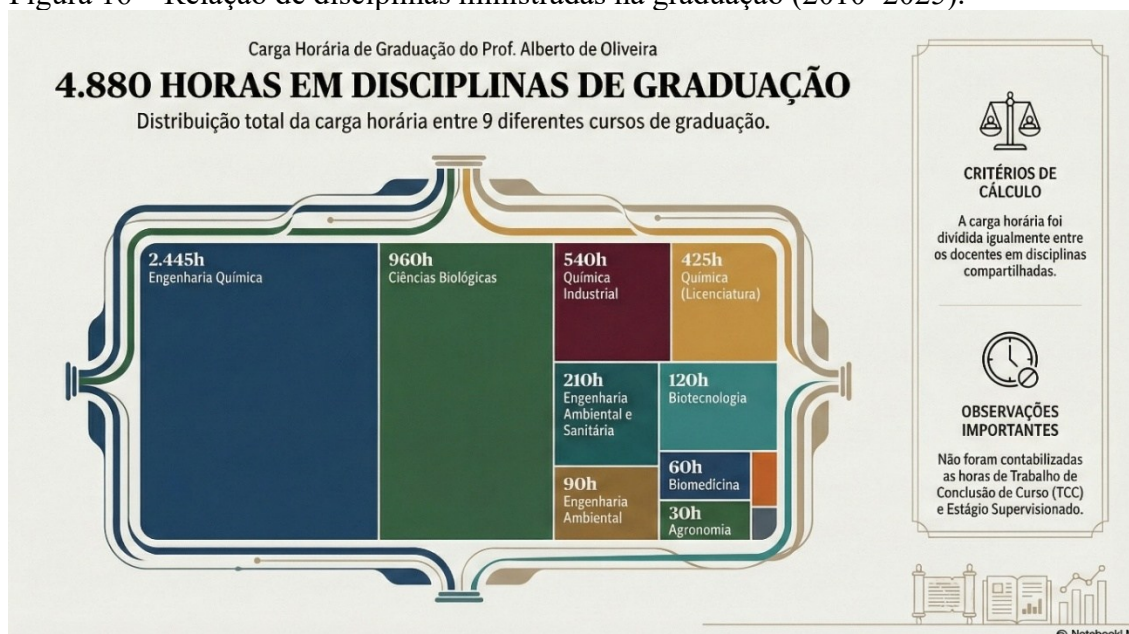 Figura 10 – Relação de disciplinas ministradas na graduação (2010–2025).
Carga Horária de Graduação do Prof. Alberto de Oliveira
4.880 HORAS EM DISCIPLINAS DE GRADUAÇÃO
Distribuição total da carga horária entre 9 diferentes cursos de graduação.
2.445h
Engenharia Química
960h
Ciências Biológicas
540h
Química
Industrial
425h
Química
(Licenciatura)
210h
Engenharia
Ambiental e
Sanitária
120h
Biotecnologia
90h
Engenharia
Ambiental
60h
Biomedicina
30h
Agronomia
CRITÉRIOS DE
CÁLCULO
A carga horária foi
dividida igualmente entre
os docentes em disciplinas
compartilhadas.
OBSERVAÇÕES
IMPORTANTES
Não foram contabilizadas
as horas de Trabalho de
Conclusão de Curso (TCC)
e Estágio Supervisionado.